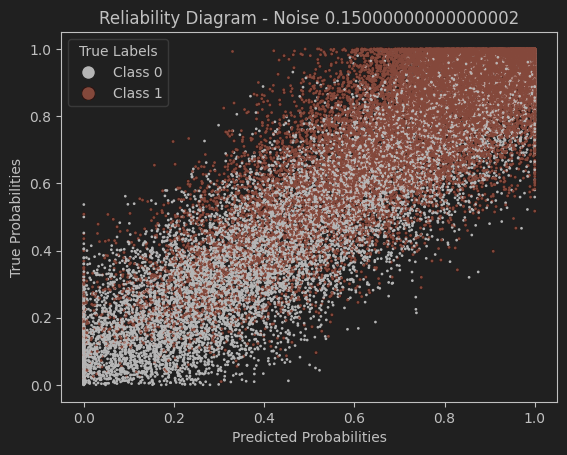 Reliability Diagram - Noise 0.15000000000000002
True Labels
Class 0
Class 1
1.0
0.8
0.6
0.4
0.2
0.0
True Probabilities
0.0 0.2 0.4 0.6 0.8 1.0
Predicted Probabilities